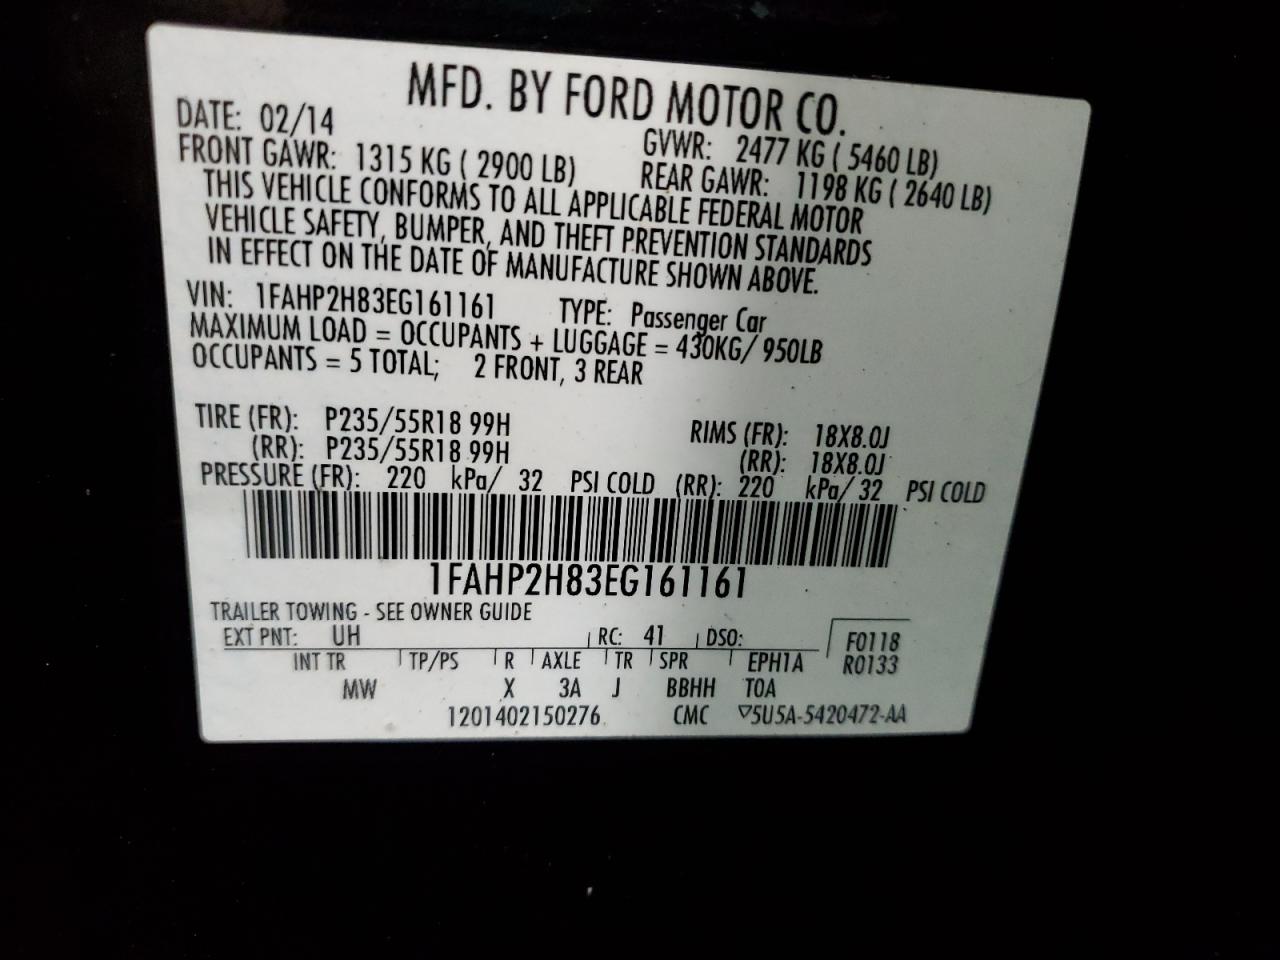 MFD. BY FORD MOTOR CO.
DATE: 02/14 GVWR: 2477 KG ( 5460 LB)
FRONT GAWR: 1315 KG ( 2900 LB) REAR GAWR: 1198 KG ( 2640 LB)
THIS VEHICLE CONFORMS TO ALL APPLICABLE FEDERAL MOTOR
VEHICLE SAFETY, BUMPER, AND THEFT PREVENTION STANDARDS
IN EFFECT ON THE DATE OF MANUFACTURE SHOWN ABOVE.
VIN: 1FAHP2H83EG161161 TYPE: Passenger Car
MAXIMUM LOAD = OCCUPANTS + LUGGAGE = 430KG/ 950LB
OCCUPANTS = 5 TOTAL; 2 FRONT, 3 REAR
TIRE (FR): P235/55R18 99H RIMS (FR): 18X8.0J
(RR): P235/55R18 99H (RR): 18X8.0J
PRESSURE (FR): 220 kPa/ 32 PSI COLD (RR): 220 kPa/ 32 PSI COLD
1FAHP2H83EG161161
TRAILER TOWING - SEE OWNER GUIDE
EXT PNT: UH RC: 41 DSO: F0118
INT TR TP/PS R AXLE TR SPR EPH1A R0133
MW X 3A J BBHH TOA
1201402150276 CMC ▽5U5A-5420472-AA